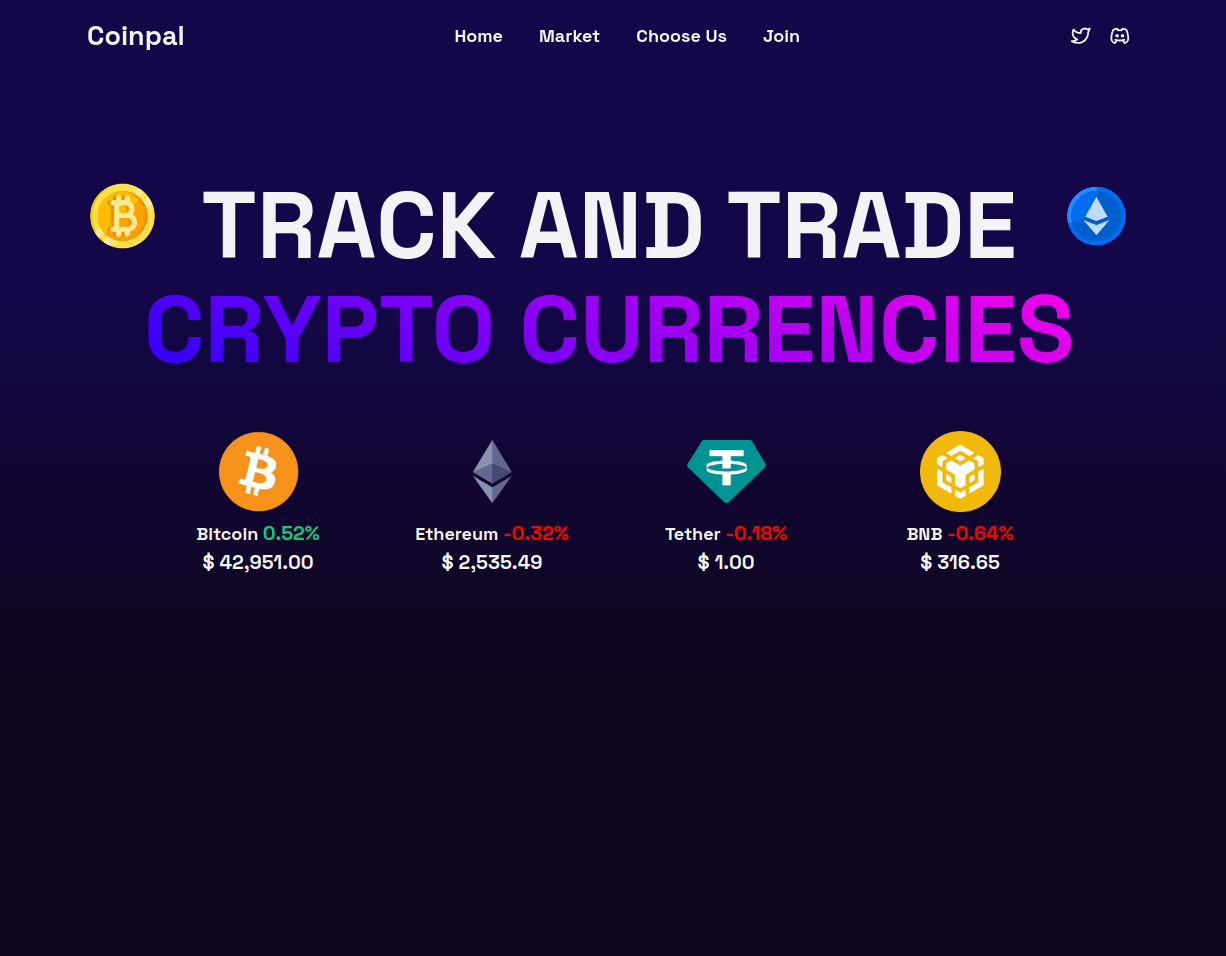 Coinpal
Home Market Choose Us Join
TRACK AND TRADE
CRYPTO CURRENCIES
Bitcoin 0.52%
$ 42,951.00
Ethereum -0.32%
$ 2,535.49
Tether -0.18%
$ 1.00
BNB -0.64%
$ 316.65